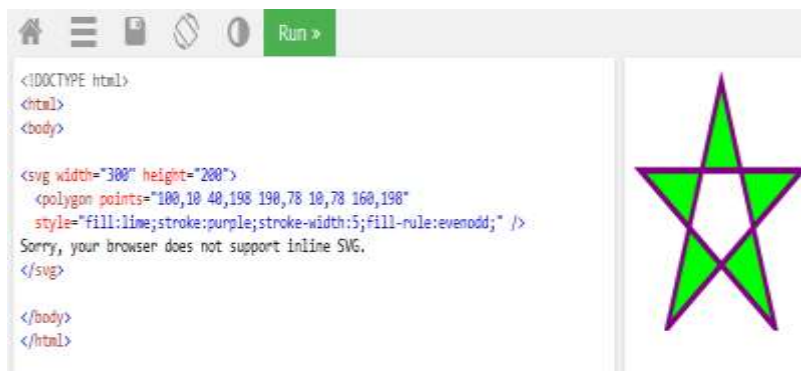 Run »
<!DOCTYPE html>
<html>
<body>
<svg width="300" height="200">
<polygon points="100,10 40,198 190,78 10,78 160,198"
style="fill:lime;stroke:purple;stroke-width:5;fill-rule:evenodd;" />
Sorry, your browser does not support inline SVG.
</svg>
</body>
</html>